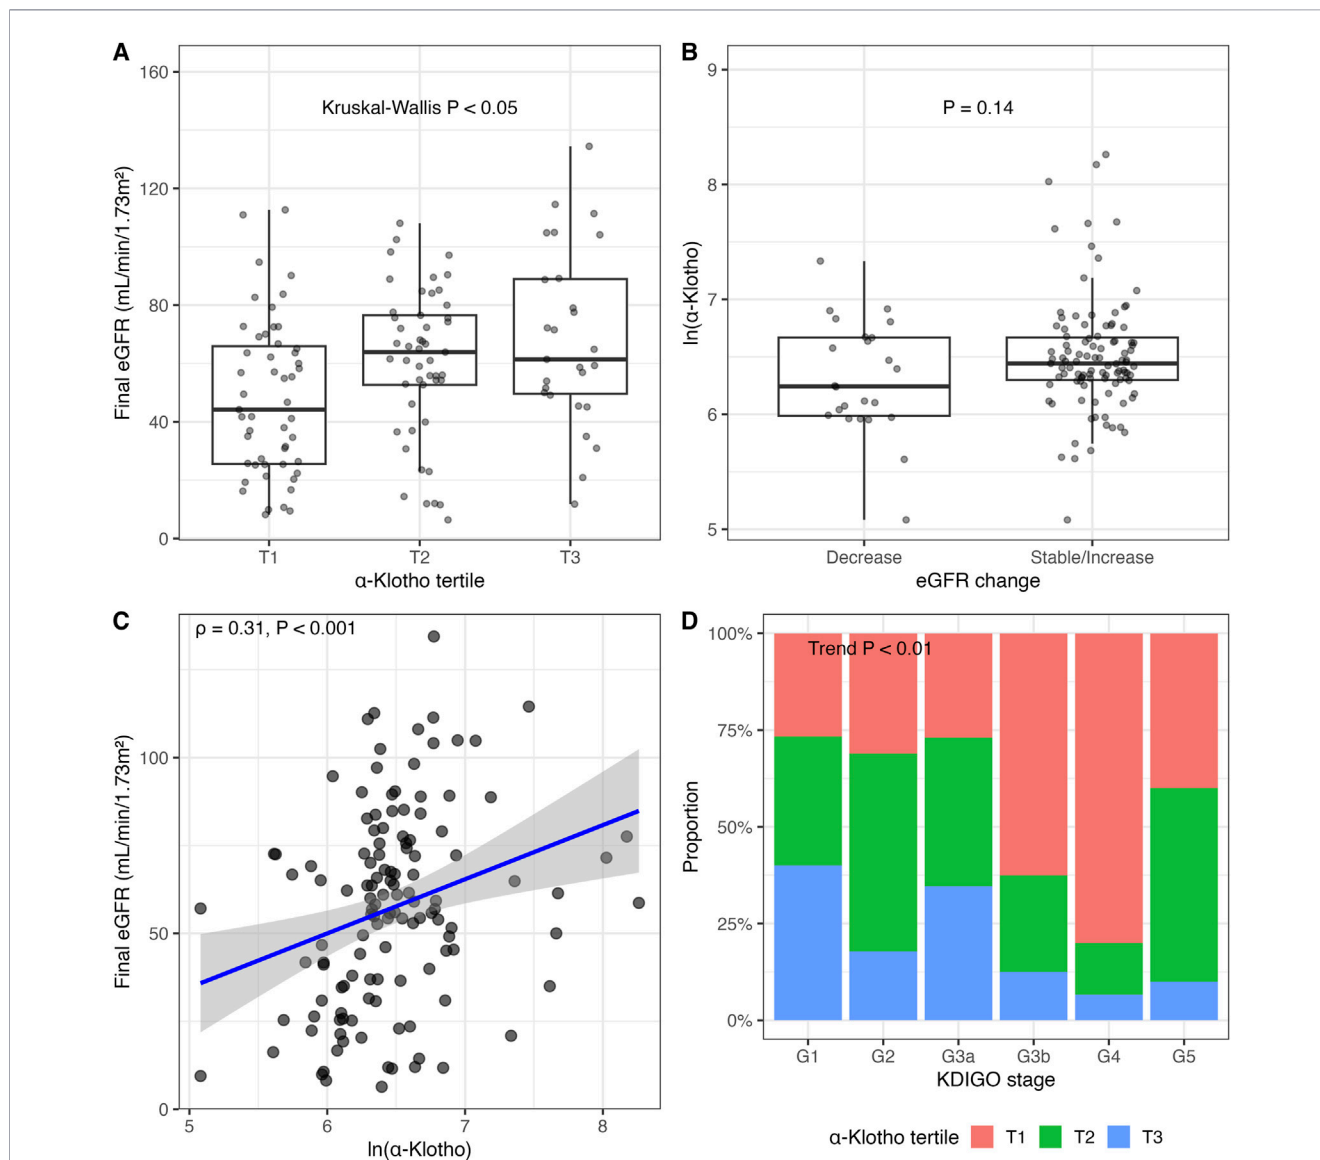 A
Final eGFR (mL/min/1.73m²)
160
120
80
40
0
Kruskal-Wallis P < 0.05
T1 T2 T3
α-Klotho tertile
B
ln(α-Klotho)
9
8
7
6
5
P = 0.14
Decrease Stable/Increase
eGFR change
C
Final eGFR (mL/min/1.73m²)
ρ = 0.31, P < 0.001
100
50
0
5 6 7 8
ln(α-Klotho)
D
Proportion
100%
75%
50%
25%
0%
Trend P < 0.01
G1 G2 G3a G3b G4 G5
KDIGO stage
α-Klotho tertile T1 T2 T3